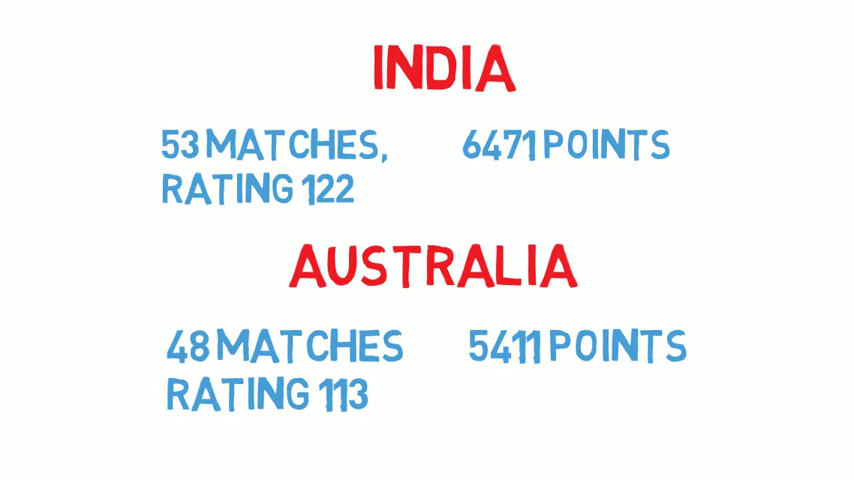 INDIA
53 MATCHES, 6471 POINTS
RATING 122
AUSTRALIA
48 MATCHES 5411 POINTS
RATING 113